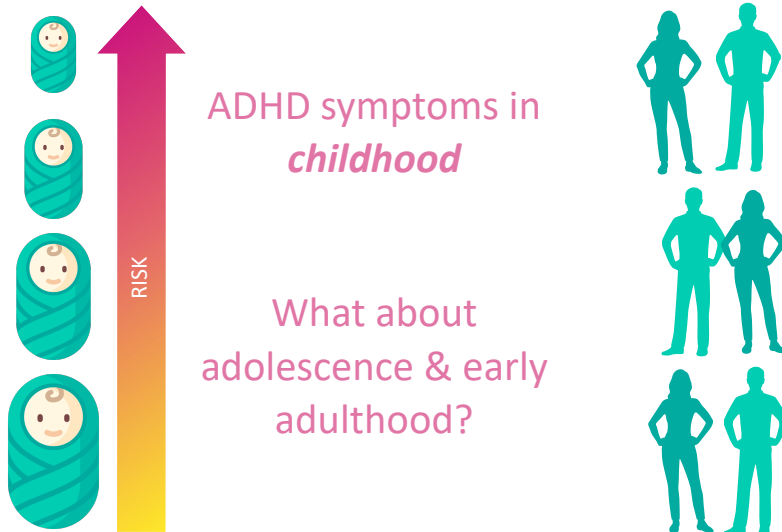 ADHD symptoms in
childhood
RISK
What about
adolescence & early
adulthood?